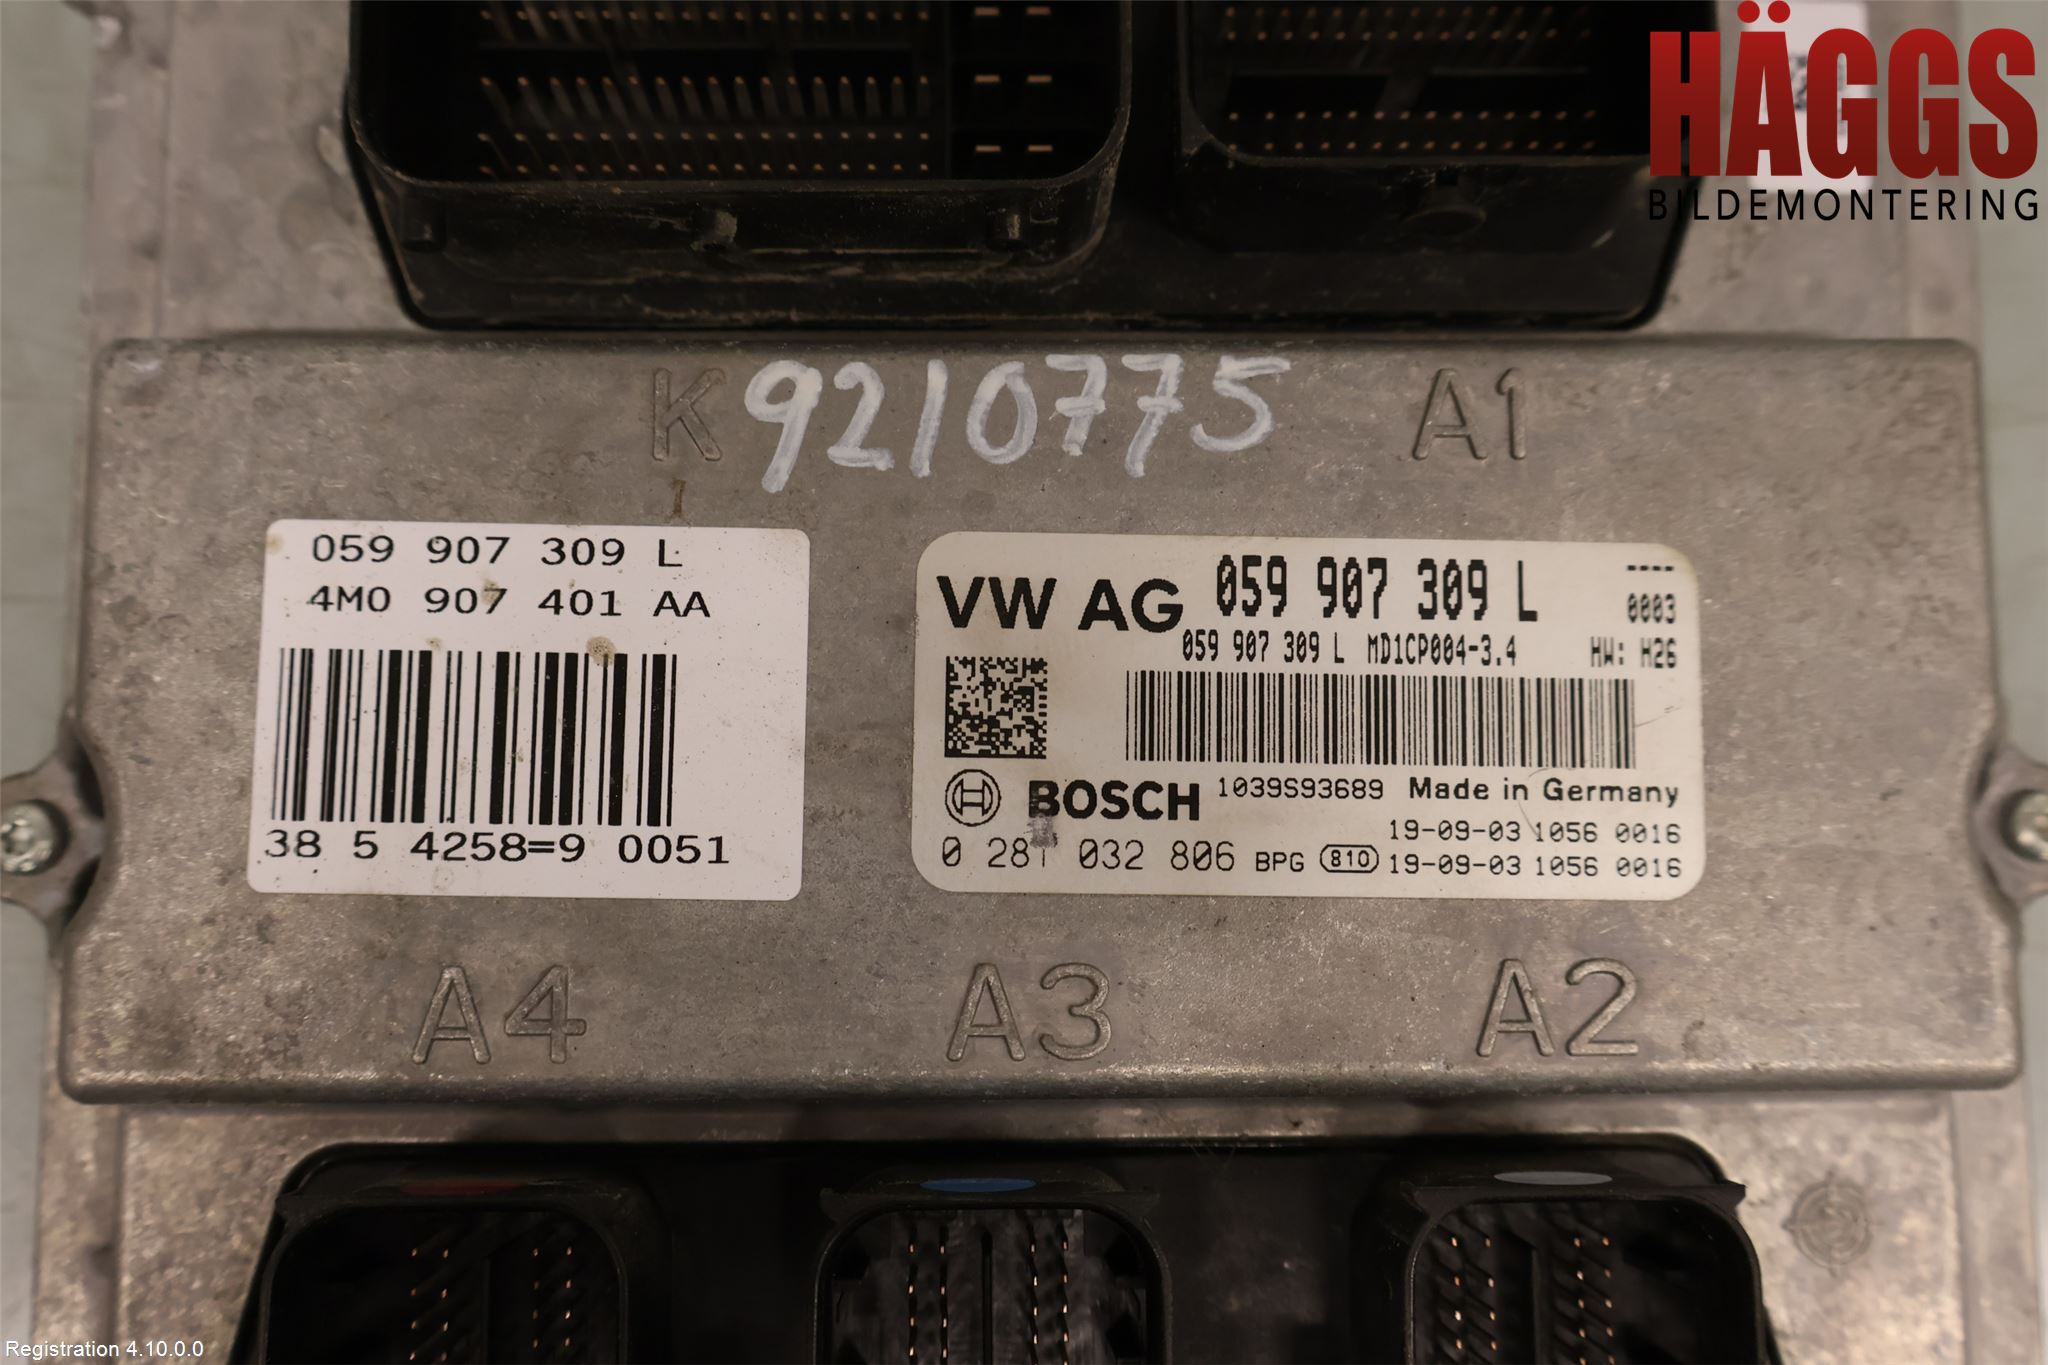 HÄGGS
BILDEMONTERING
K 9210775 A1
059 907 309 L
4M0 907 401 AA
38 5 4258=9 0051
VW AG 059 907 309 L ----
0003
059 907 309 L MD1CP004-3.4 HW: H26
BOSCH 1039S93689 Made in Germany
19-09-03 1056 0016
0 281 032 806 BPG 810 19-09-03 1056 0016
A4 A3 A2
Registration 4.10.0.0